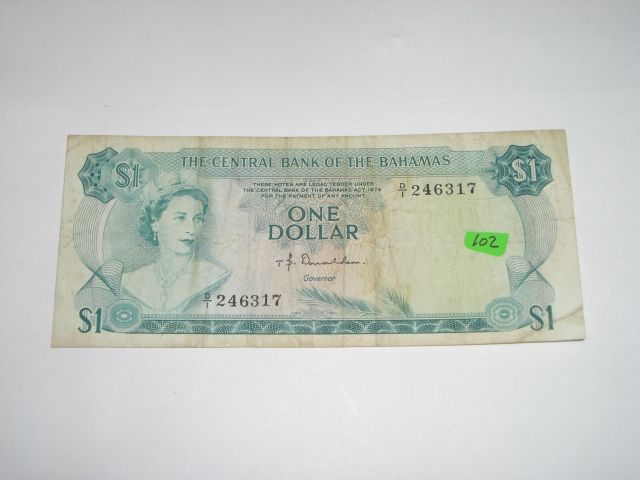 THE CENTRAL BANK OF THE BAHAMAS
$1
$1
THESE NOTES ARE LEGAL TENDER UNDER
THE CENTRAL BANK OF THE BAHAMAS ACT 1974
FOR THE PAYMENT OF ANY AMOUNT
D/1 246317
ONE
DOLLAR
102
T. B. Donaldson.
Governor
D/1 246317
$1
$1